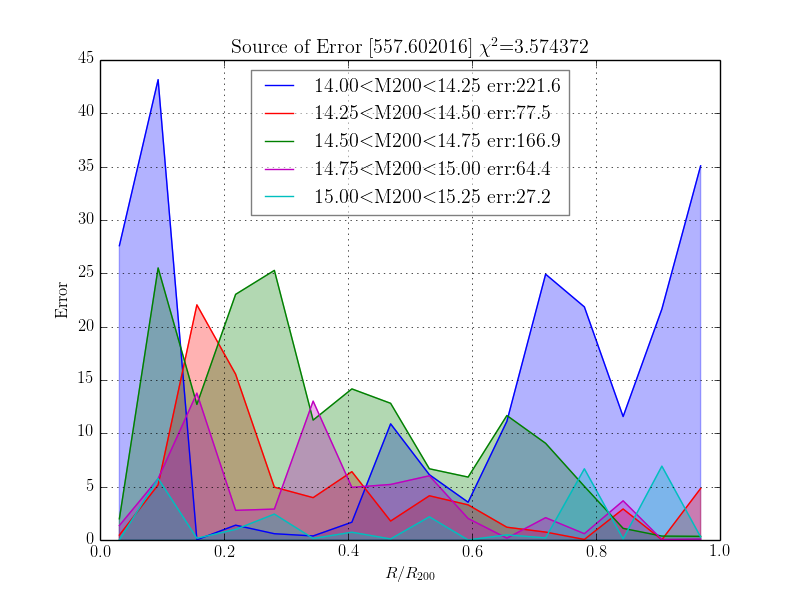 Source of Error [557.602016] χ²=3.574372
45
40
35
30
25
20
15
10
5
0
Error
14.00<M200<14.25 err:221.6
14.25<M200<14.50 err:77.5
14.50<M200<14.75 err:166.9
14.75<M200<15.00 err:64.4
15.00<M200<15.25 err:27.2
0.0 0.2 0.4 0.6 0.8 1.0
R/R₂₀₀